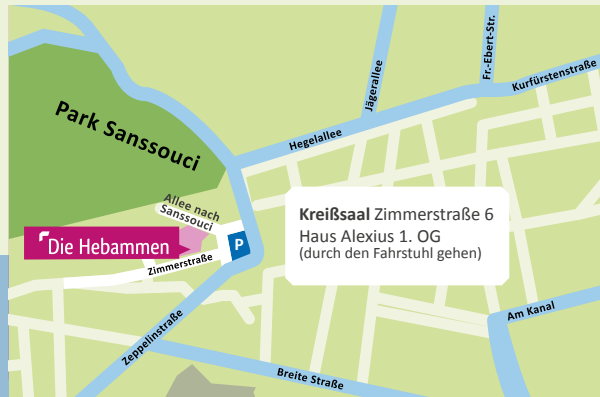 Fr.-Ebert-Str.
Kurfürstenstraße
Jägerallee
Park Sanssouci
Hegelallee
Allee nach
Sanssouci
Kreißsaal Zimmerstraße 6
Haus Alexius 1. OG
(durch den Fahrstuhl gehen)
Die Hebammen
P
Zimmerstraße
Am Kanal
Zeppelinstraße
Breite Straße